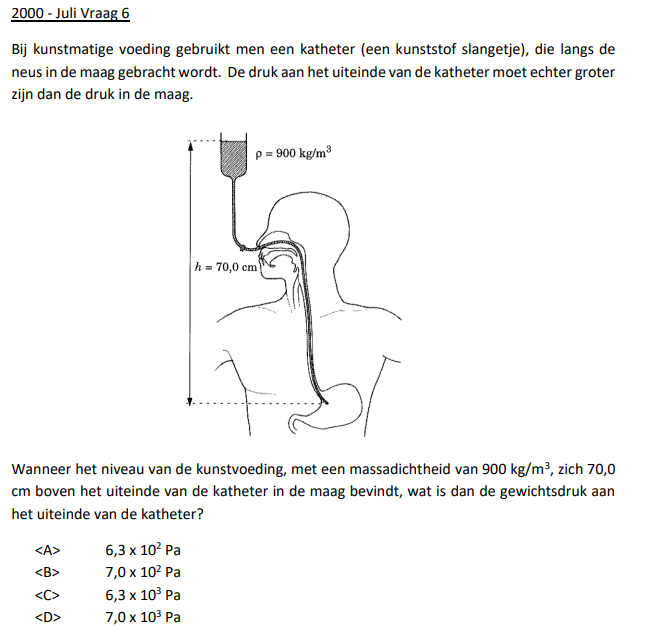 2000 - Juli Vraag 6
Bij kunstmatige voeding gebruikt men een katheter (een kunststof slangetje), die langs de
neus in de maag gebracht wordt. De druk aan het uiteinde van de katheter moet echter groter
zijn dan de druk in de maag.
ρ = 900 kg/m³
h = 70,0 cm
Wanneer het niveau van de kunstvoeding, met een massadichtheid van 900 kg/m³, zich 70,0
cm boven het uiteinde van de katheter in de maag bevindt, wat is dan de gewichtsdruk aan
het uiteinde van de katheter?
<A> 6,3 x 10² Pa
<B> 7,0 x 10² Pa
<C> 6,3 x 10³ Pa
<D> 7,0 x 10³ Pa